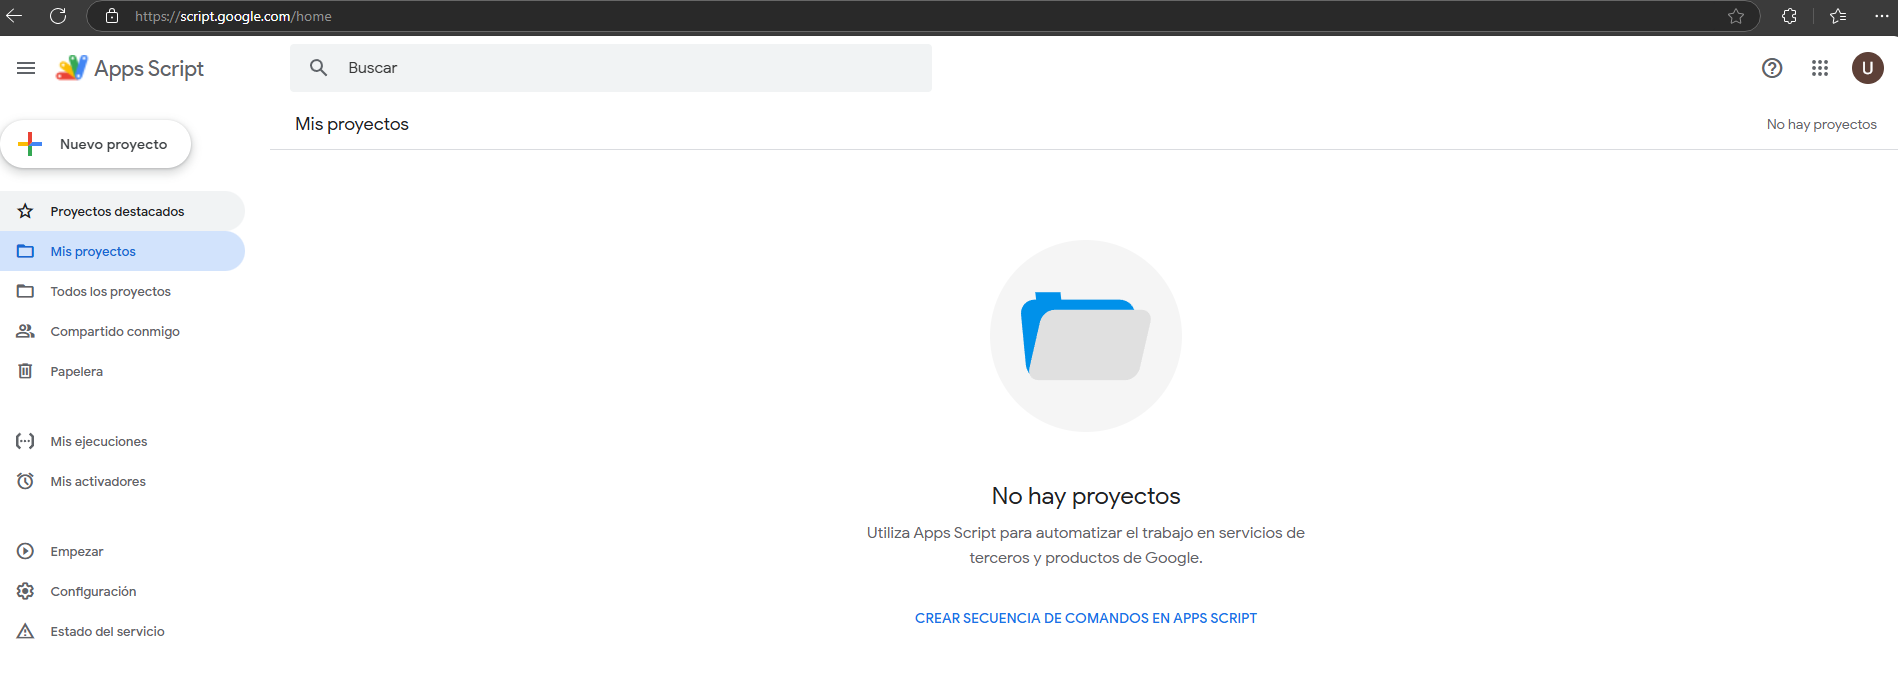 https://script.google.com/home
Apps Script
Buscar
U
Nuevo proyecto
Mis proyectos
No hay proyectos
Proyectos destacados
Mis proyectos
Todos los proyectos
Compartido conmigo
Papelera
Mis ejecuciones
Mis activadores
Empezar
Configuración
Estado del servicio
No hay proyectos
Utiliza Apps Script para automatizar el trabajo en servicios de
terceros y productos de Google.
CREAR SECUENCIA DE COMANDOS EN APPS SCRIPT